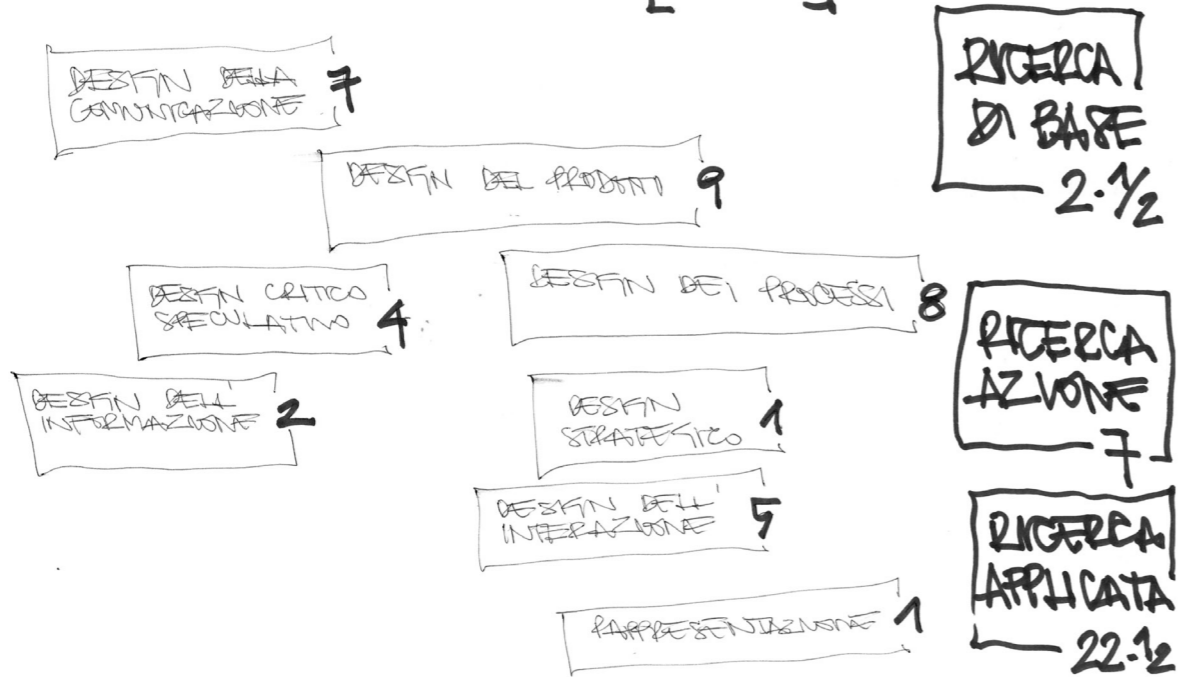 DESIGN DELLA
COMUNICAZIONE 7
DESIGN DEL PRODOTTO 9
DESIGN CRITICO
SPECULATIVO 4
DESIGN DEI PROCESSI 8
DESIGN DELL'
INFORMAZIONE 2
DESIGN
STRATEGICO 1
DESIGN DELL'
INTERAZIONE 5
RAPPRESENTAZIONE 1
RICERCA
DI BASE
2.1/2
RICERCA
AZIONE
7
RICERCA
APPLICATA
22.1/2